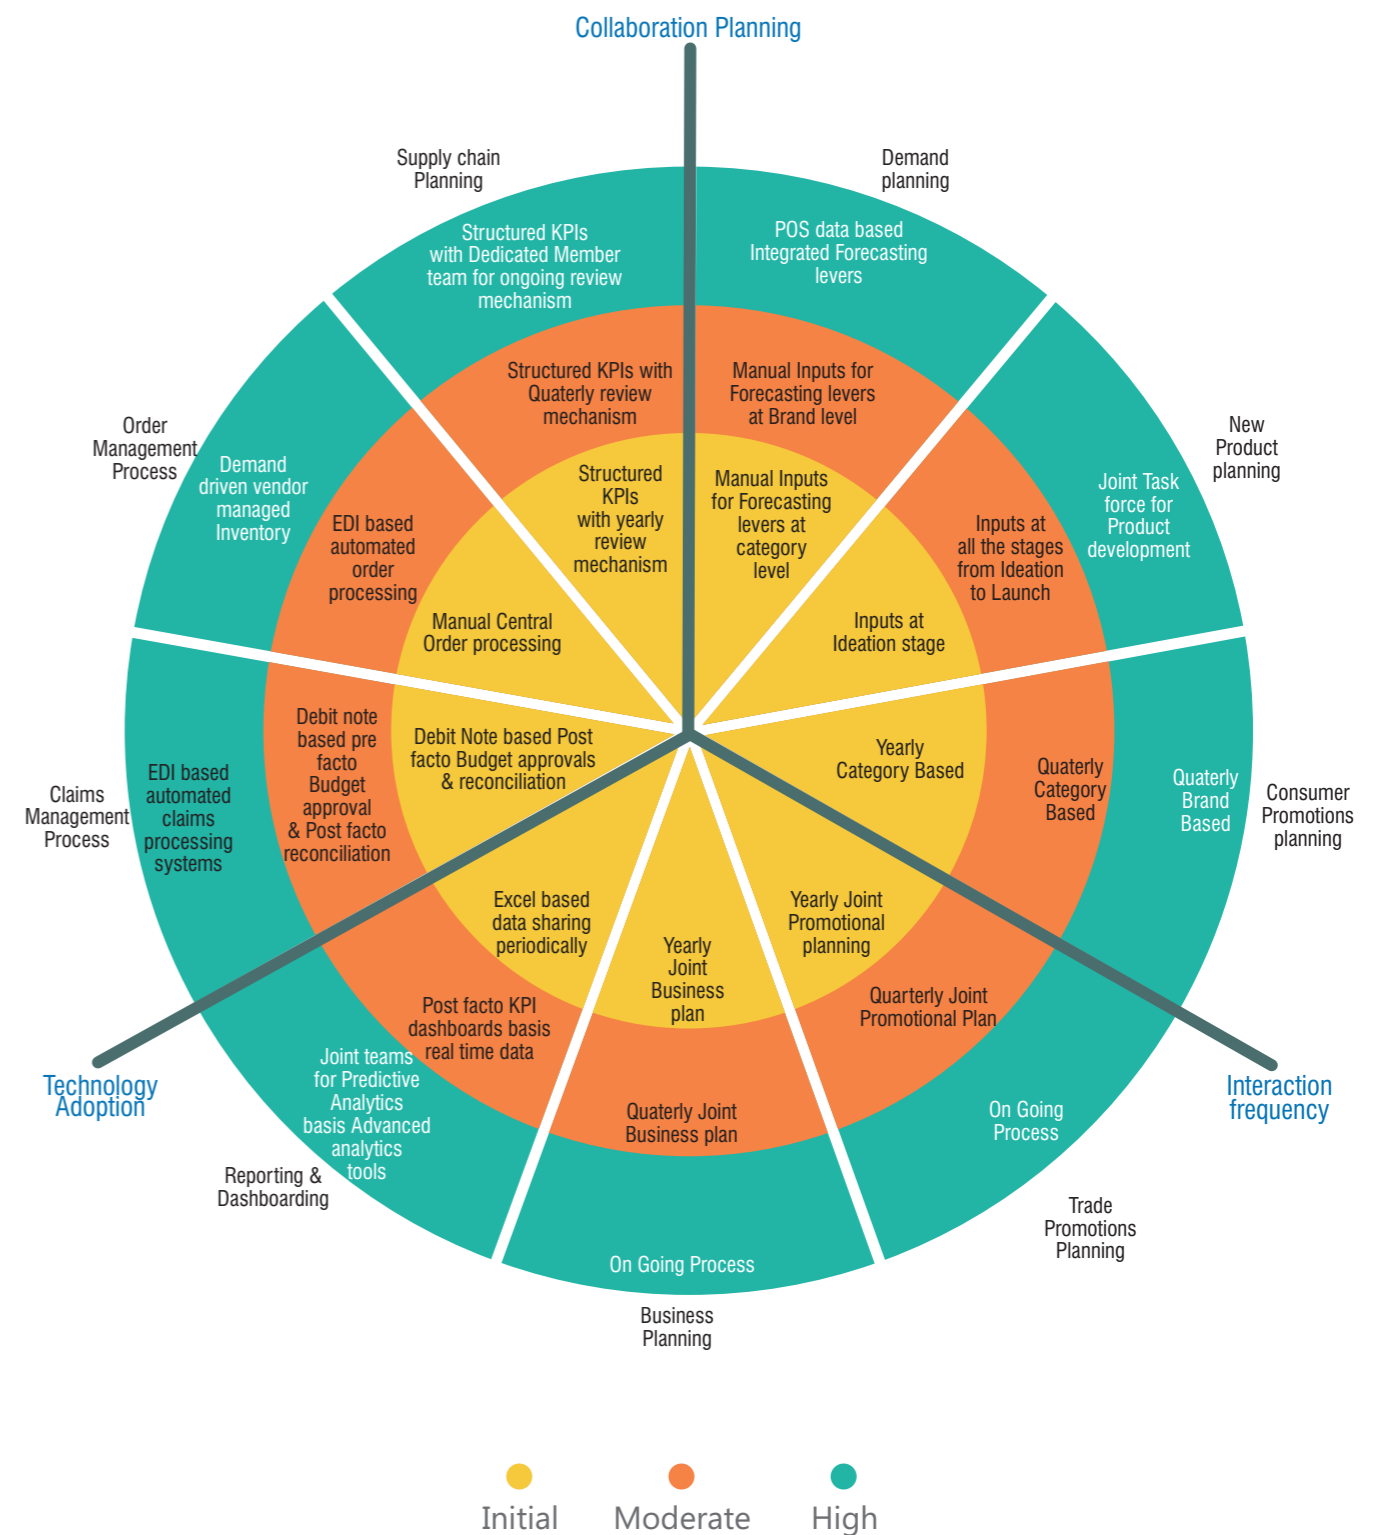 Collaboration Planning
Supply chain
Planning
Demand
planning
Structured KPIs
with Dedicated Member
team for ongoing review
mechanism
POS data based
Integrated Forecasting
levers
Structured KPIs with
Quaterly review
mechanism
Manual Inputs for
Forecasting levers
at Brand level
Structured
KPIs
with yearly
review
mechanism
Manual Inputs
for Forecasting
levers at
category
level
Order
Management
Process
Demand
driven vendor
managed
Inventory
EDI based
automated
order
processing
Manual Central
Order processing
New
Product
planning
Joint Task
force for
Product
development
Inputs at
all the stages
from Ideation
to Launch
Inputs at
Ideation stage
Claims
Management
Process
EDI based
automated
claims
processing
systems
Debit note
based pre
facto
Budget
approval
& Post facto
reconciliation
Debit Note based Post
facto Budget approvals
& reconciliation
Yearly
Category Based
Quaterly
Category
Based
Quaterly
Brand
Based
Consumer
Promotions
planning
Excel based
data sharing
periodically
Yearly
Joint
Business
plan
Yearly Joint
Promotional
planning
Post facto KPI
dashboards basis
real time data
Quarterly Joint
Promotional Plan
Technology
Adoption
Joint teams
for Predictive
Analytics
basis Advanced
analytics
tools
Reporting &
Dashboarding
Quaterly Joint
Business plan
On Going
Process
Interaction
frequency
Trade
Promotions
Planning
On Going Process
Business
Planning
Initial
Moderate
High